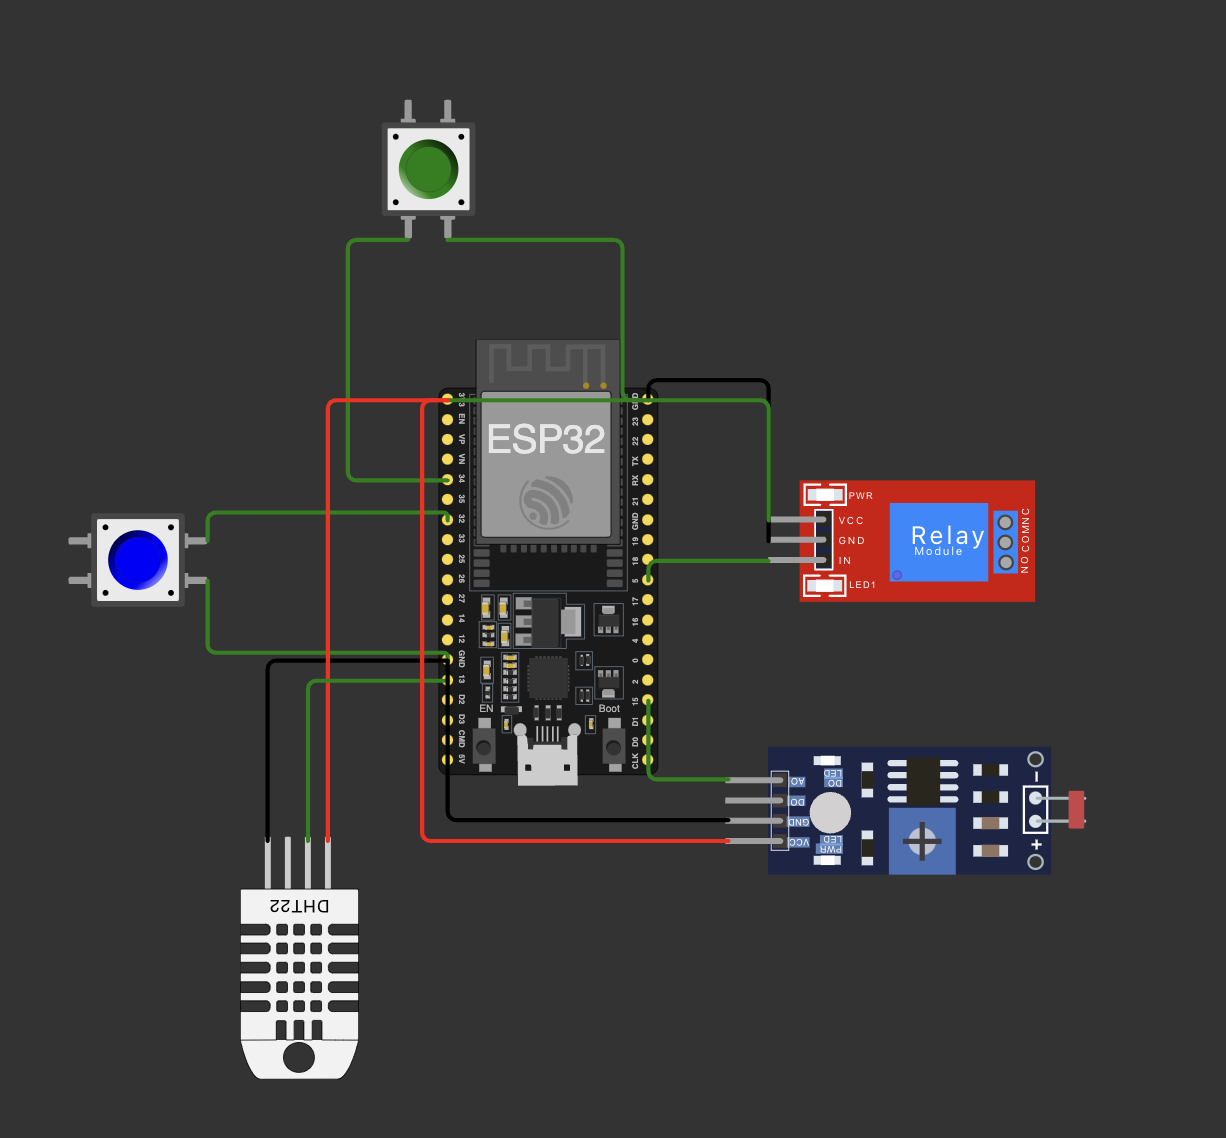 ESP32
3V3
EN
VP
VN
34
35
32
33
25
26
27
14
12
GND
13
D2
D3
CMD
5V
GND
23
22
TX
RX
21
GND
19
18
5
17
16
4
0
2
15
D1
D0
CLK
EN
Boot
PWR
VCC
GND
IN
LED1
Relay
Module
NO COM NC
AO
DO
GND
VCC
DO
LED
PWR
LED
DHT22